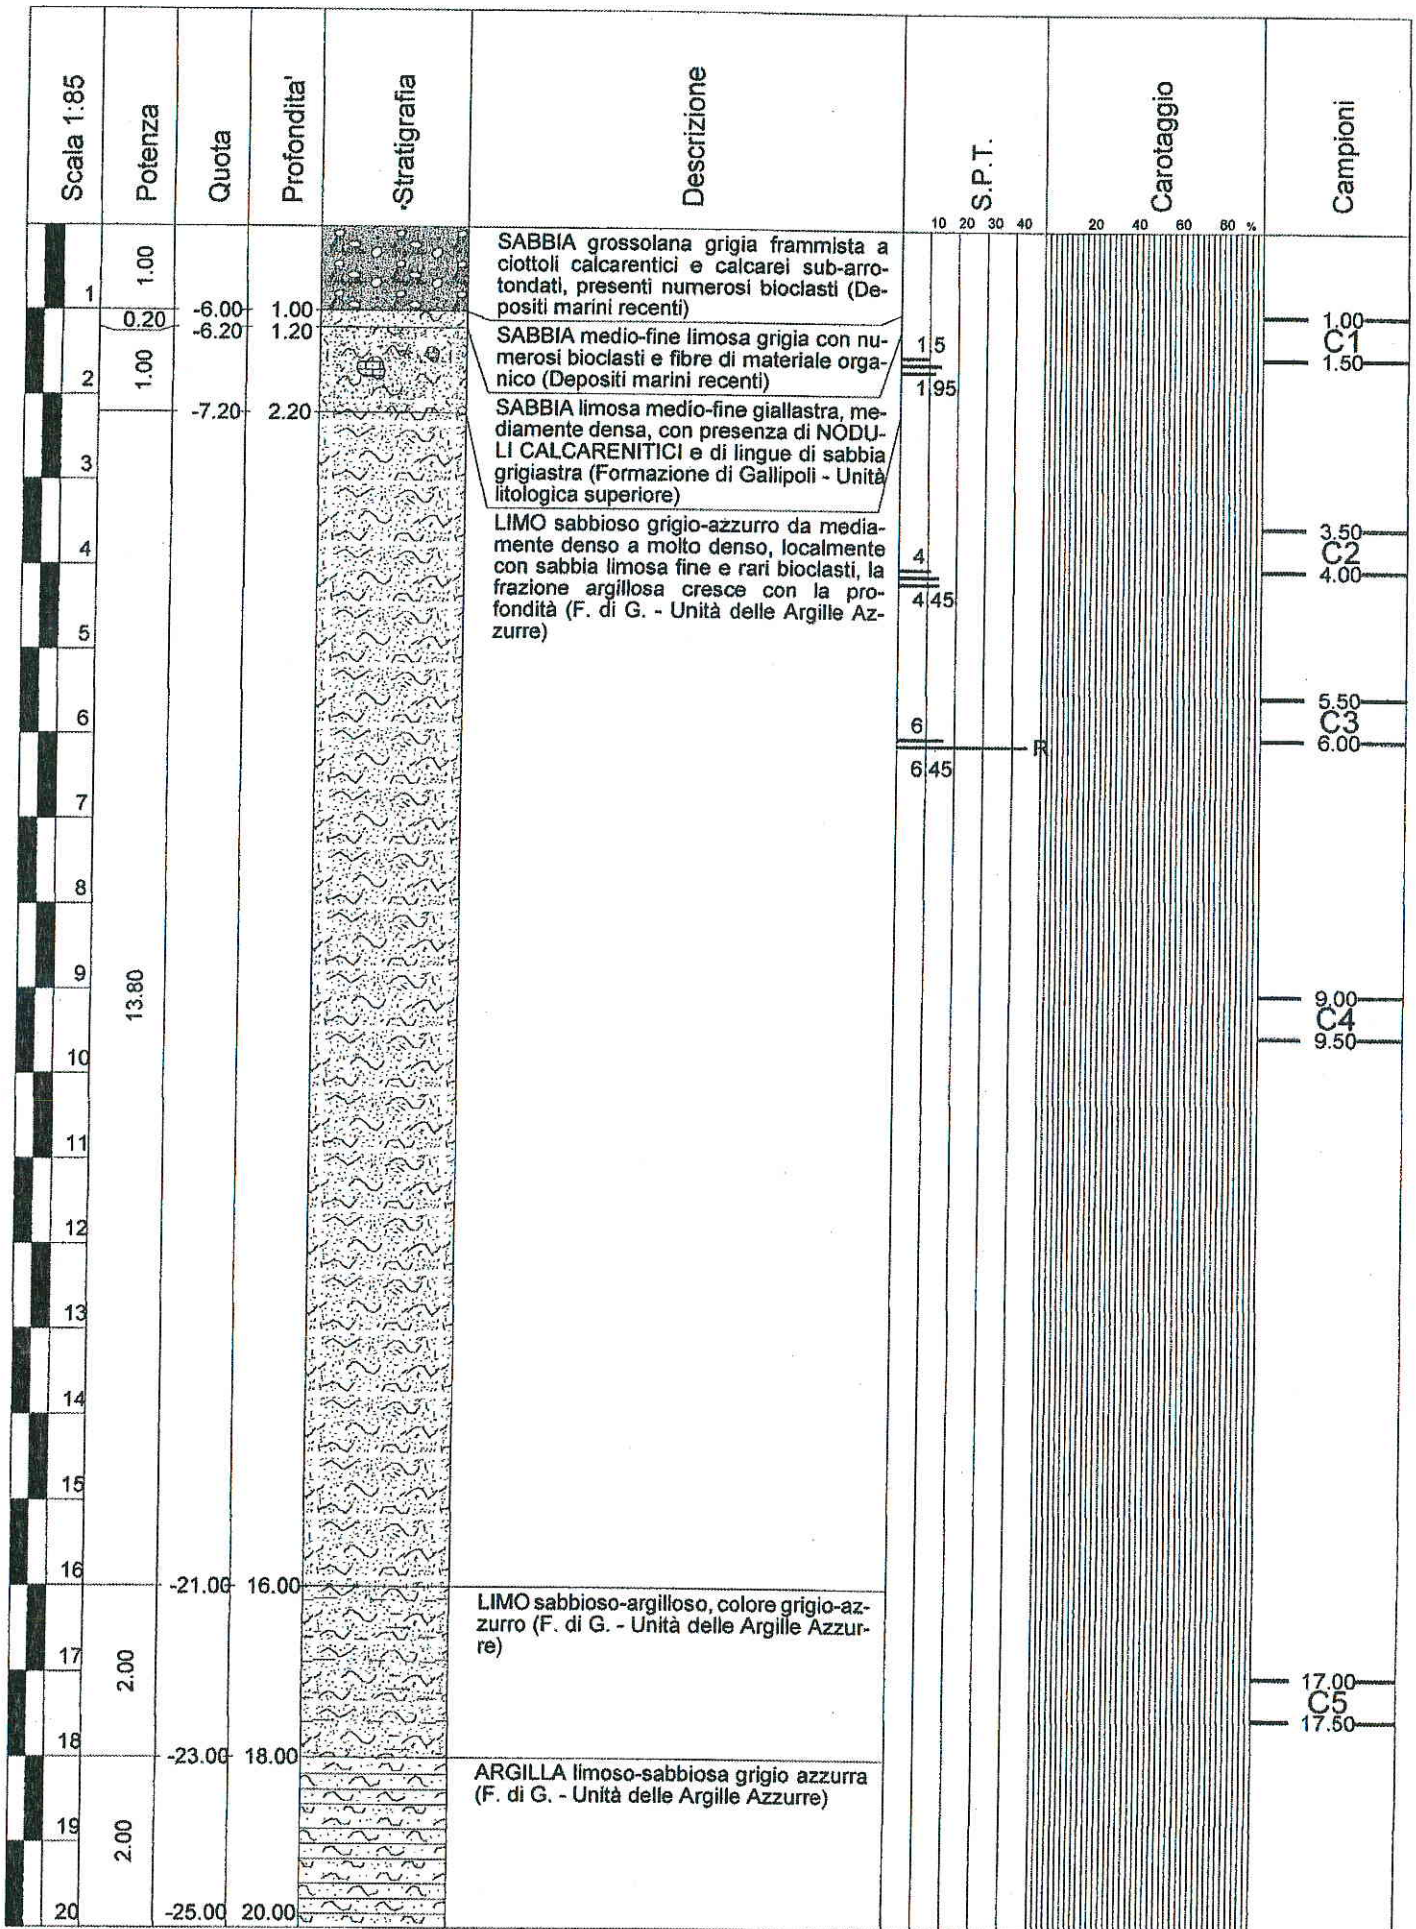 Scala 1:85
Potenza
Quota
Profondita'
Stratigrafia
Descrizione
S.P.T.
Carotaggio
Campioni
10 20 30 40
20 40 60 80 %
1.00
1
-6.00 1.00
0.20
-6.20 1.20
1.00
2
-7.20 2.20
SABBIA grossolana grigia frammista a
ciottoli calcarentici e calcarei sub-arro-
tondati, presenti numerosi bioclasti (De-
positi marini recenti)
SABBIA medio-fine limosa grigia con nu-
merosi bioclasti e fibre di materiale orga-
nico (Depositi marini recenti)
SABBIA limosa medio-fine giallastra, me-
diamente densa, con presenza di NODU-
LI CALCARENITICI e di lingue di sabbia
grigiastra (Formazione di Gallipoli - Unità
litologica superiore)
LIMO sabbioso grigio-azzurro da media-
mente denso a molto denso, localmente
con sabbia limosa fine e rari bioclasti, la
frazione argillosa cresce con la pro-
fondità (F. di G. - Unità delle Argille Az-
zurre)
1.5
1.95
4
4.45
6
R
6.45
1.00
C1
1.50
3.50
C2
4.00
5.50
C3
6.00
9.00
C4
9.50
3
4
5
6
7
8
9
13.80
10
11
12
13
14
15
16
-21.00 16.00
LIMO sabbioso-argilloso, colore grigio-az-
zurro (F. di G. - Unità delle Argille Azzur-
re)
17
2.00
17.00
C5
17.50
18
-23.00 18.00
ARGILLA limoso-sabbiosa grigio azzurra
(F. di G. - Unità delle Argille Azzurre)
19
2.00
20
-25.00 20.00